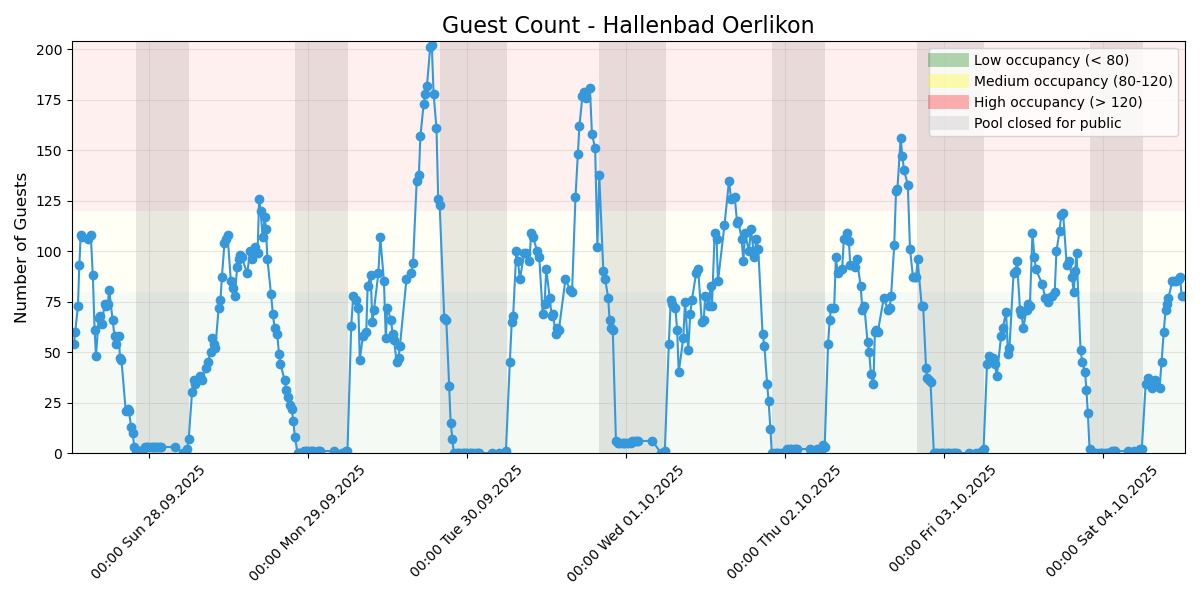 Guest Count - Hallenbad Oerlikon
Number of Guests
200
175
150
125
100
75
50
25
0
Low occupancy (< 80)
Medium occupancy (80-120)
High occupancy (> 120)
Pool closed for public
00:00 Sun 28.09.2025
00:00 Mon 29.09.2025
00:00 Tue 30.09.2025
00:00 Wed 01.10.2025
00:00 Thu 02.10.2025
00:00 Fri 03.10.2025
00:00 Sat 04.10.2025